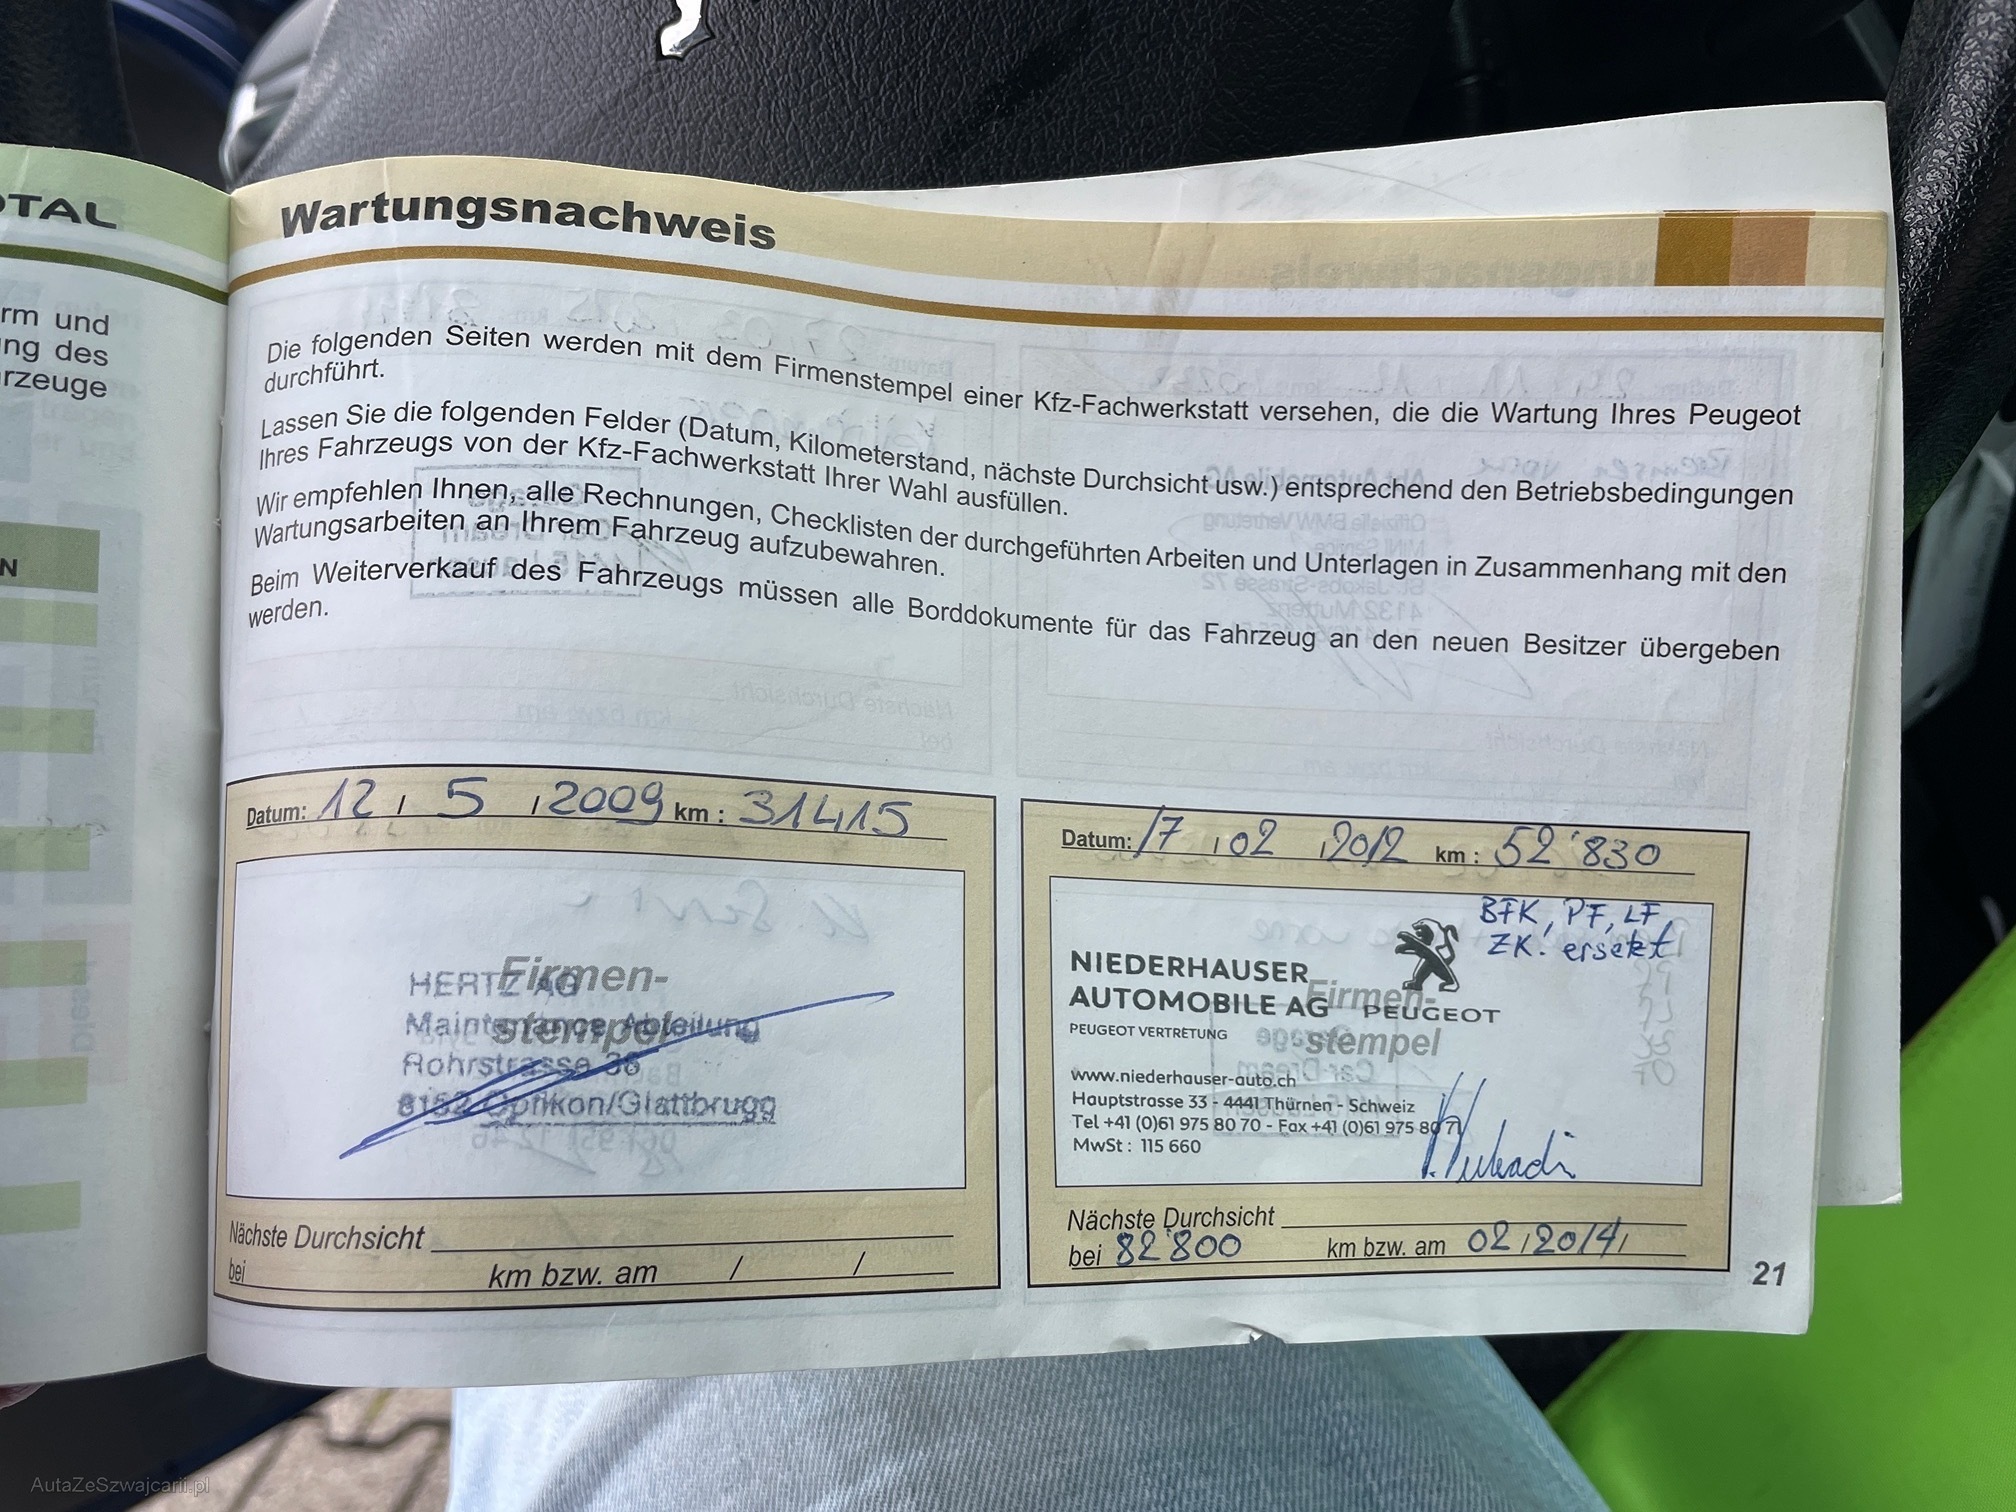 OTAL
rm und
ng des
rzeuge
N
Wartungsnachweis
Die folgenden Seiten werden mit dem Firmenstempel einer Kfz-Fachwerkstatt versehen, die die Wartung Ihres Peugeot
durchführt.
Lassen Sie die folgenden Felder (Datum, Kilometerstand, nächste Durchsicht usw.) entsprechend den Betriebsbedingungen
Ihres Fahrzeugs von der Kfz-Fachwerkstatt Ihrer Wahl ausfüllen.
Wir empfehlen Ihnen, alle Rechnungen, Checklisten der durchgeführten Arbeiten und Unterlagen in Zusammenhang mit den
Wartungsarbeiten an Ihrem Fahrzeug aufzubewahren.
Beim Weiterverkauf des Fahrzeugs müssen alle Borddokumente für das Fahrzeug an den neuen Besitzer übergeben
werden.
Datum: 12 / 5 / 2009 km : 31415
Firmen-
stempel
HERTZ AG
Maintenance Abteilung
Rohrstrasse 36
8152 Opfikon/Glattbrugg
Nächste Durchsicht
bei km bzw. am / /
Datum: 17 / 02 / 2012 km : 52'830
BFK, PF, LF,
ZK. ersetzt
NIEDERHAUSER
AUTOMOBILE AG
PEUGEOT
PEUGEOT VERTRETUNG
Firmen-
stempel
www.niederhauser-auto.ch
Hauptstrasse 33 - 4441 Thürnen - Schweiz
Tel +41 (0)61 975 80 70 - Fax +41 (0)61 975 80 71
MwSt : 115 660
Nächste Durchsicht
bei 82'800 km bzw. am 02 / 2014 /
21
AutaZeSzwajcarii.pl